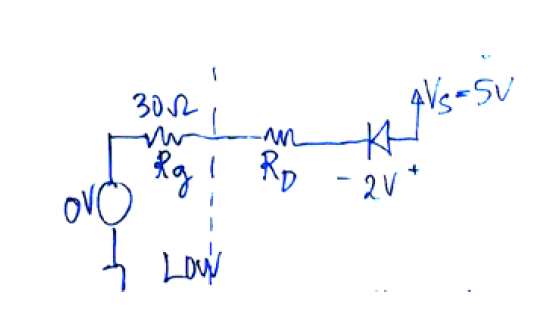 30Ω
Rg
RD
Vs=5V
- 2V +
0V
LOW